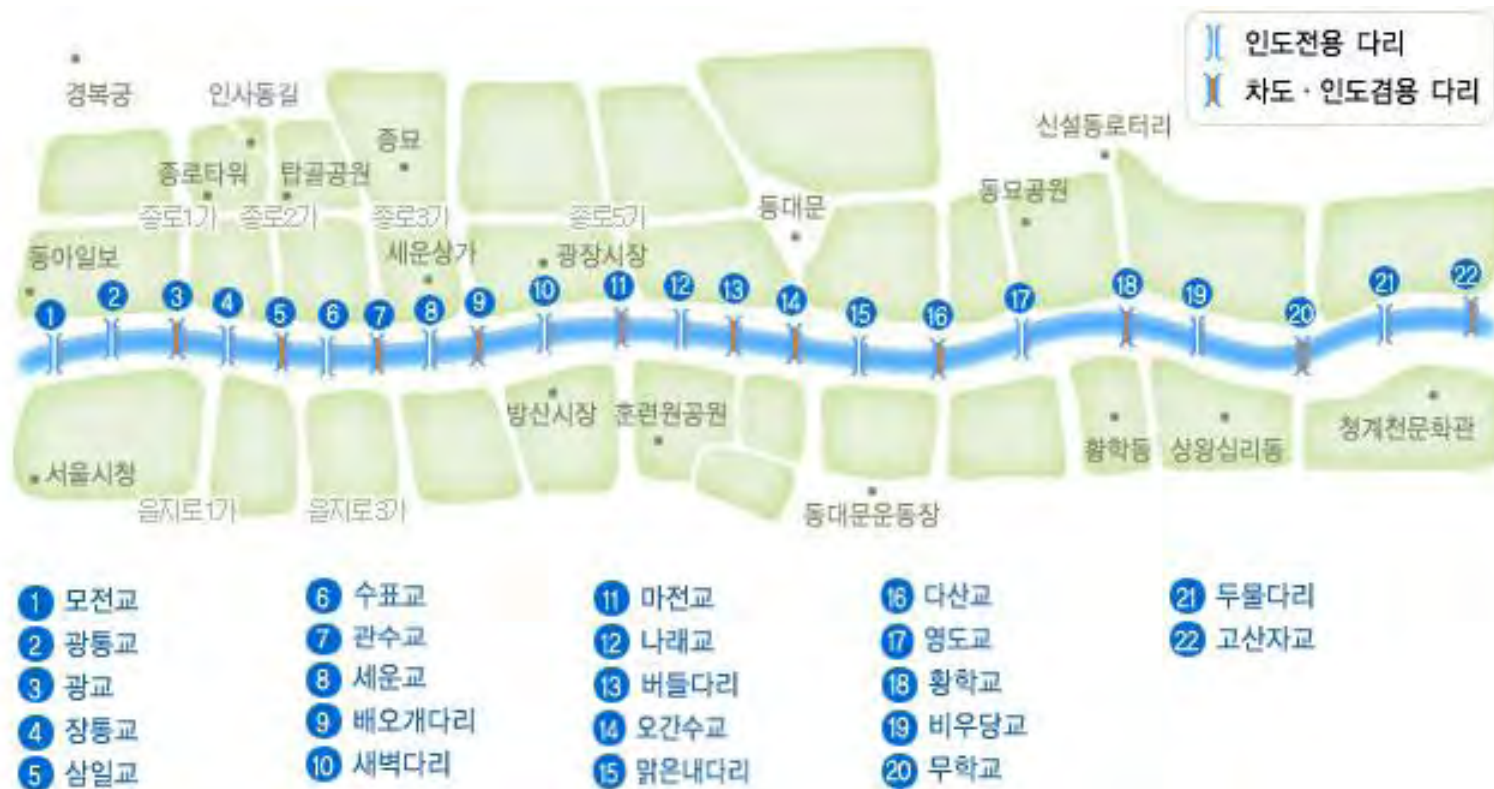 인도전용 다리
차도 · 인도겸용 다리
경복궁
인사동길
신설동로터리
종묘
종로타워
탑골공원
동묘공원
종로1가
종로2가
종로3가
종로5가
동대문
동아일보
세운상가
광장시장
1
2
3
4
5
6
7
8
9
10
11
12
13
14
15
16
17
18
19
20
21
22
방산시장
훈련원공원
황학동
상왕십리동
청계천문화관
서울시청
을지로1가
을지로3가
동대문운동장
1 모전교
2 광통교
3 광교
4 장통교
5 삼일교
6 수표교
7 관수교
8 세운교
9 배오개다리
10 새벽다리
11 마전교
12 나래교
13 버들다리
14 오간수교
15 맑은내다리
16 다산교
17 영도교
18 황학교
19 비우당교
20 무학교
21 두물다리
22 고산자교